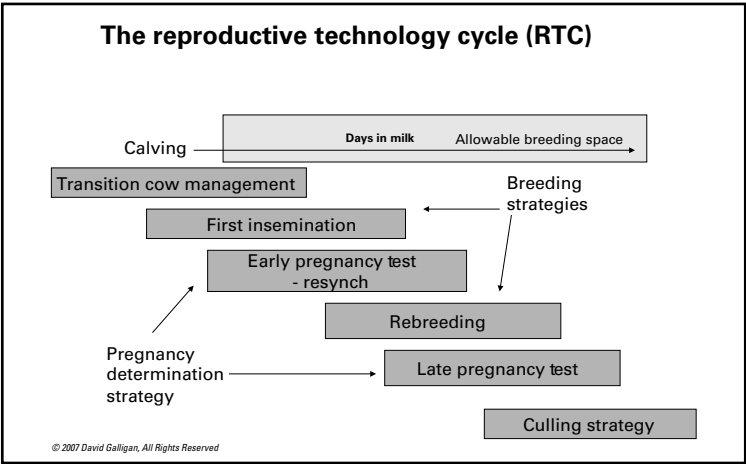 The reproductive technology cycle (RTC)
Days in milk
Allowable breeding space
Calving
Transition cow management
Breeding
strategies
First insemination
Early pregnancy test
- resynch
Rebreeding
Pregnancy
determination
strategy
Late pregnancy test
Culling strategy
© 2007 David Galligan, All Rights Reserved